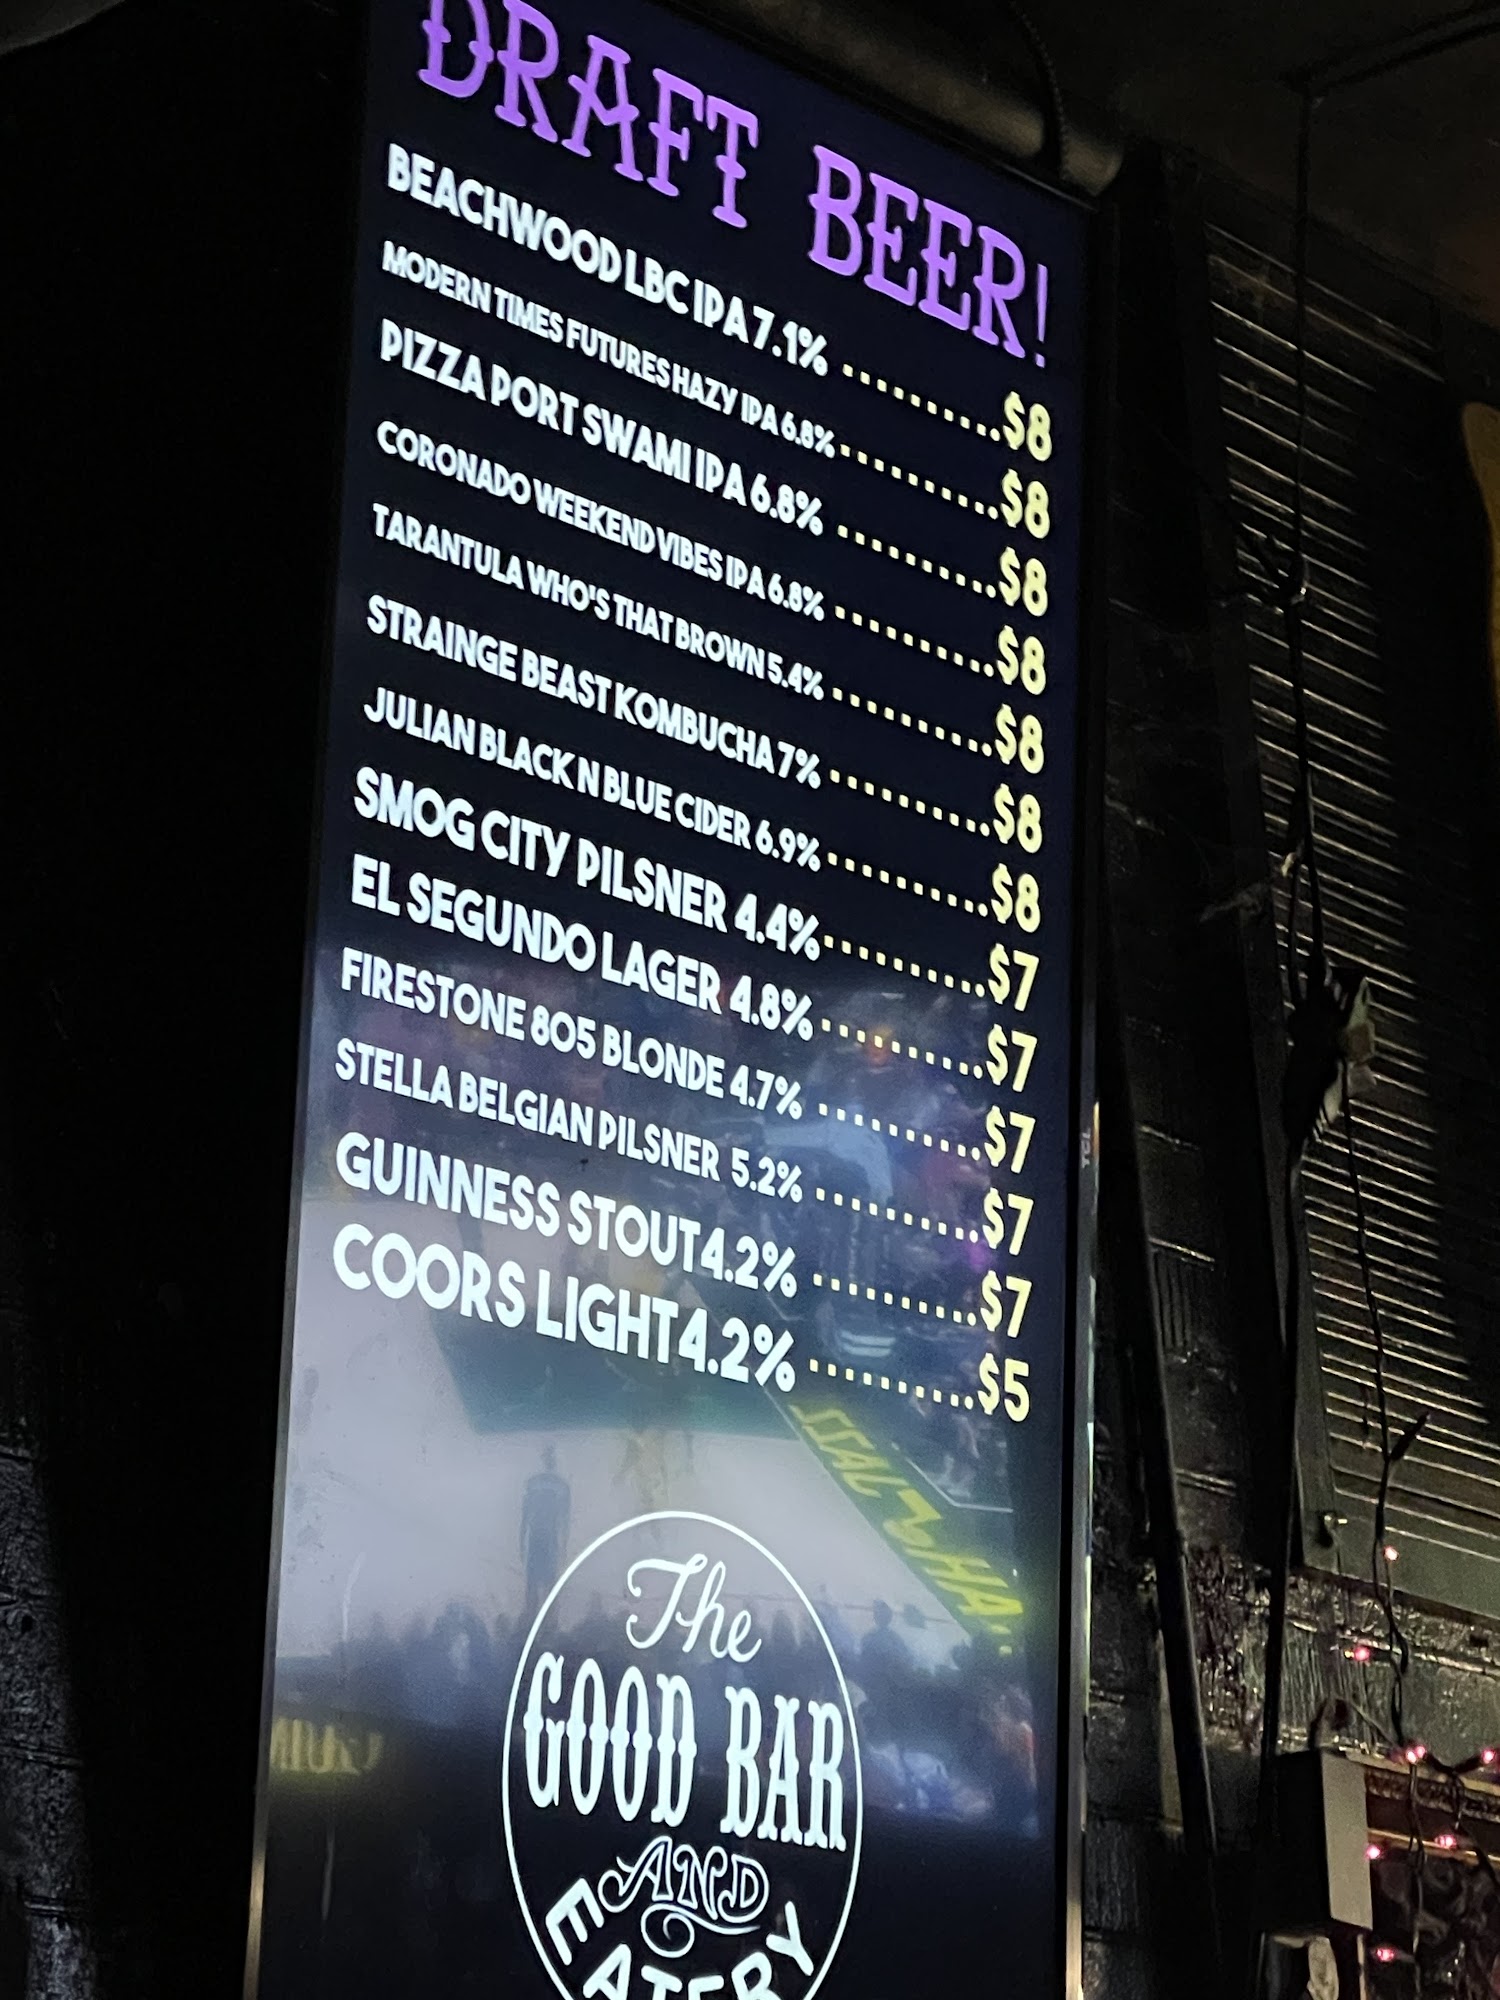 DRAFT BEER!
BEACHWOOD LBC IPA 7.1% ..........$8
MODERN TIMES FUTURES HAZY IPA 6.8%..........$8
PIZZA PORT SWAMI IPA 6.8% ..........$8
CORONADO WEEKEND VIBES IPA 6.8% ..........$8
TARANTULA WHO'S THAT BROWN 5.4% ..........$8
STRAINGE BEAST KOMBUCHA 7% ..........$8
JULIAN BLACK N BLUE CIDER 6.9%..........$8
SMOG CITY PILSNER 4.4%..........$7
EL SEGUNDO LAGER 4.8%..........$7
FIRESTONE 805 BLONDE 4.7% ..........$7
STELLA BELGIAN PILSNER 5.2% ..........$7
GUINNESS STOUT 4.2% ..........$7
COORS LIGHT 4.2% ..........$5
TCL
The
GOOD BAR
AND
EATERY